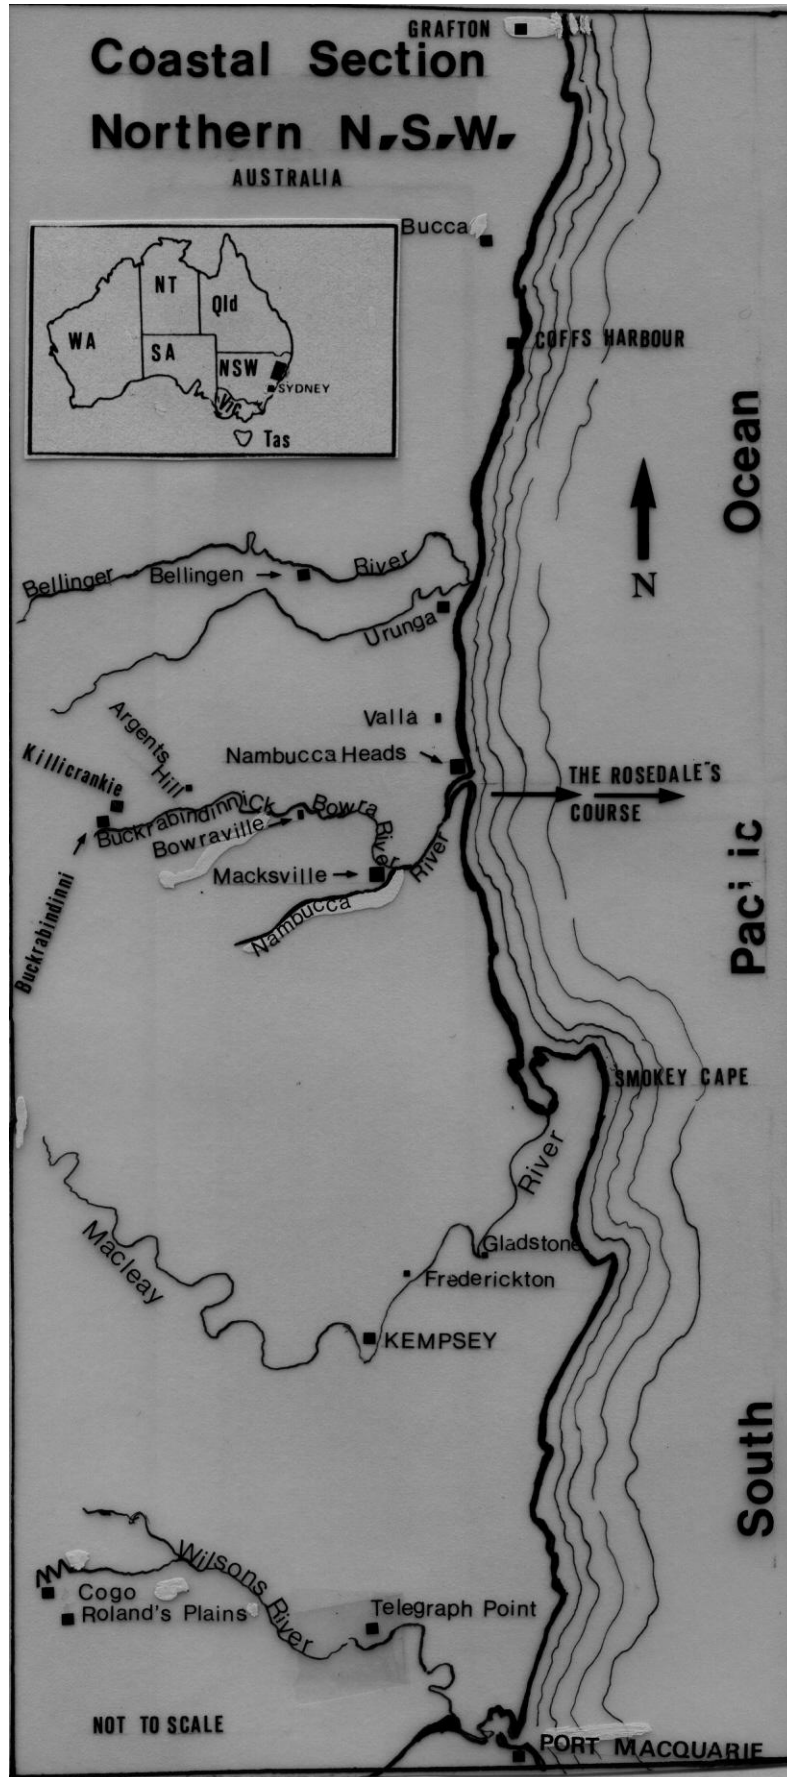 GRAFTON
Coastal Section
Northern N.S.W.
AUSTRALIA
Bucca
NT
Qld
WA
SA
NSW
SYDNEY
Vic
Tas
COFFS HARBOUR
Ocean
N
Bellinger
River
Bellingen
Urunga
Valla
Argents
Hill
Nambucca Heads
Killicrankie
THE ROSEDALE'S
COURSE
Buckrabindinni Ck
Bowra
River
Bowraville
River
Macksville
Nambucca
Buckrabindinni
Pacific
SMOKEY CAPE
River
Macleay
Gladstone
Frederickton
KEMPSEY
South
Wilsons
River
Cogo
Roland's Plains
Telegraph Point
NOT TO SCALE
PORT MACQUARIE